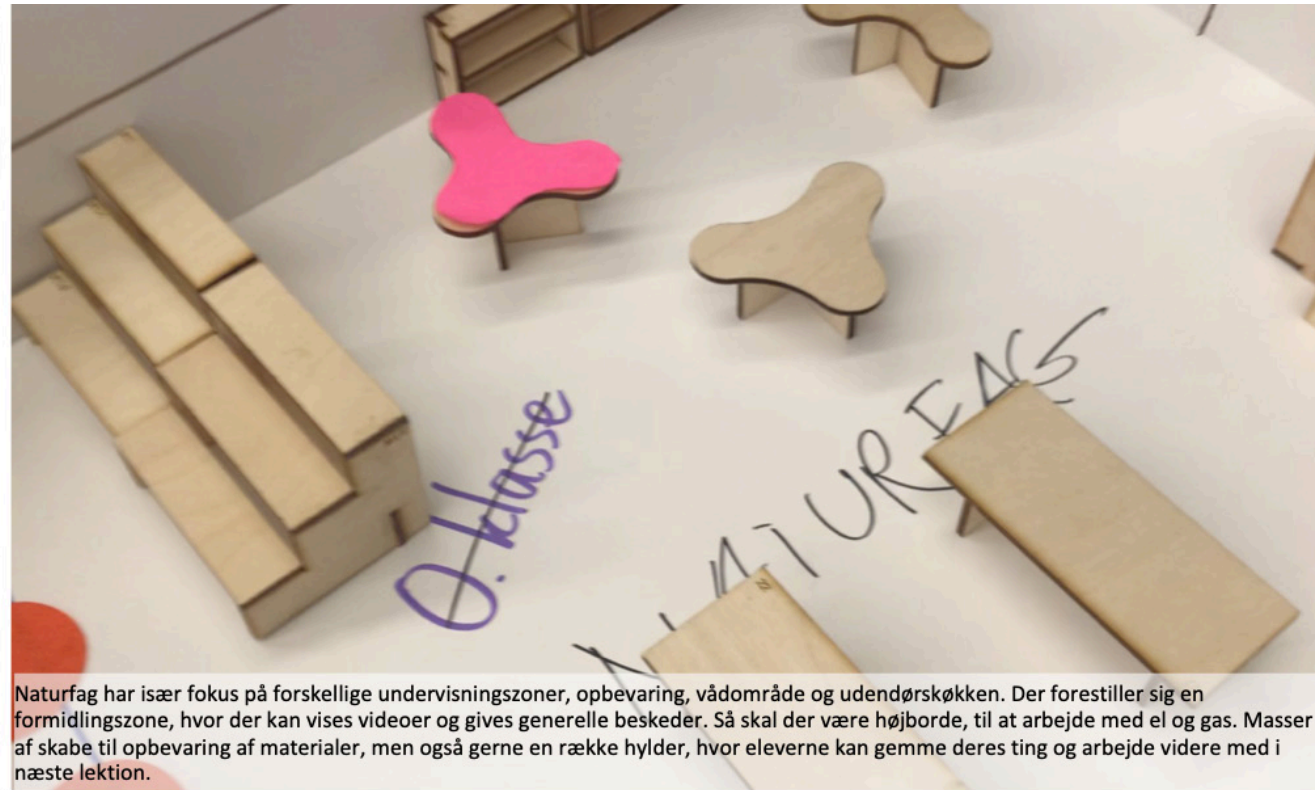 0. klasse
NATURFAG
Naturfag har især fokus på forskellige undervisningszoner, opbevaring, vådområde og udendørskøkken. Der forestiller sig en
formidlingszone, hvor der kan vises videoer og gives generelle beskeder. Så skal der være højborde, til at arbejde med el og gas. Masser
af skabe til opbevaring af materialer, men også gerne en række hylder, hvor eleverne kan gemme deres ting og arbejde videre med i
næste lektion.